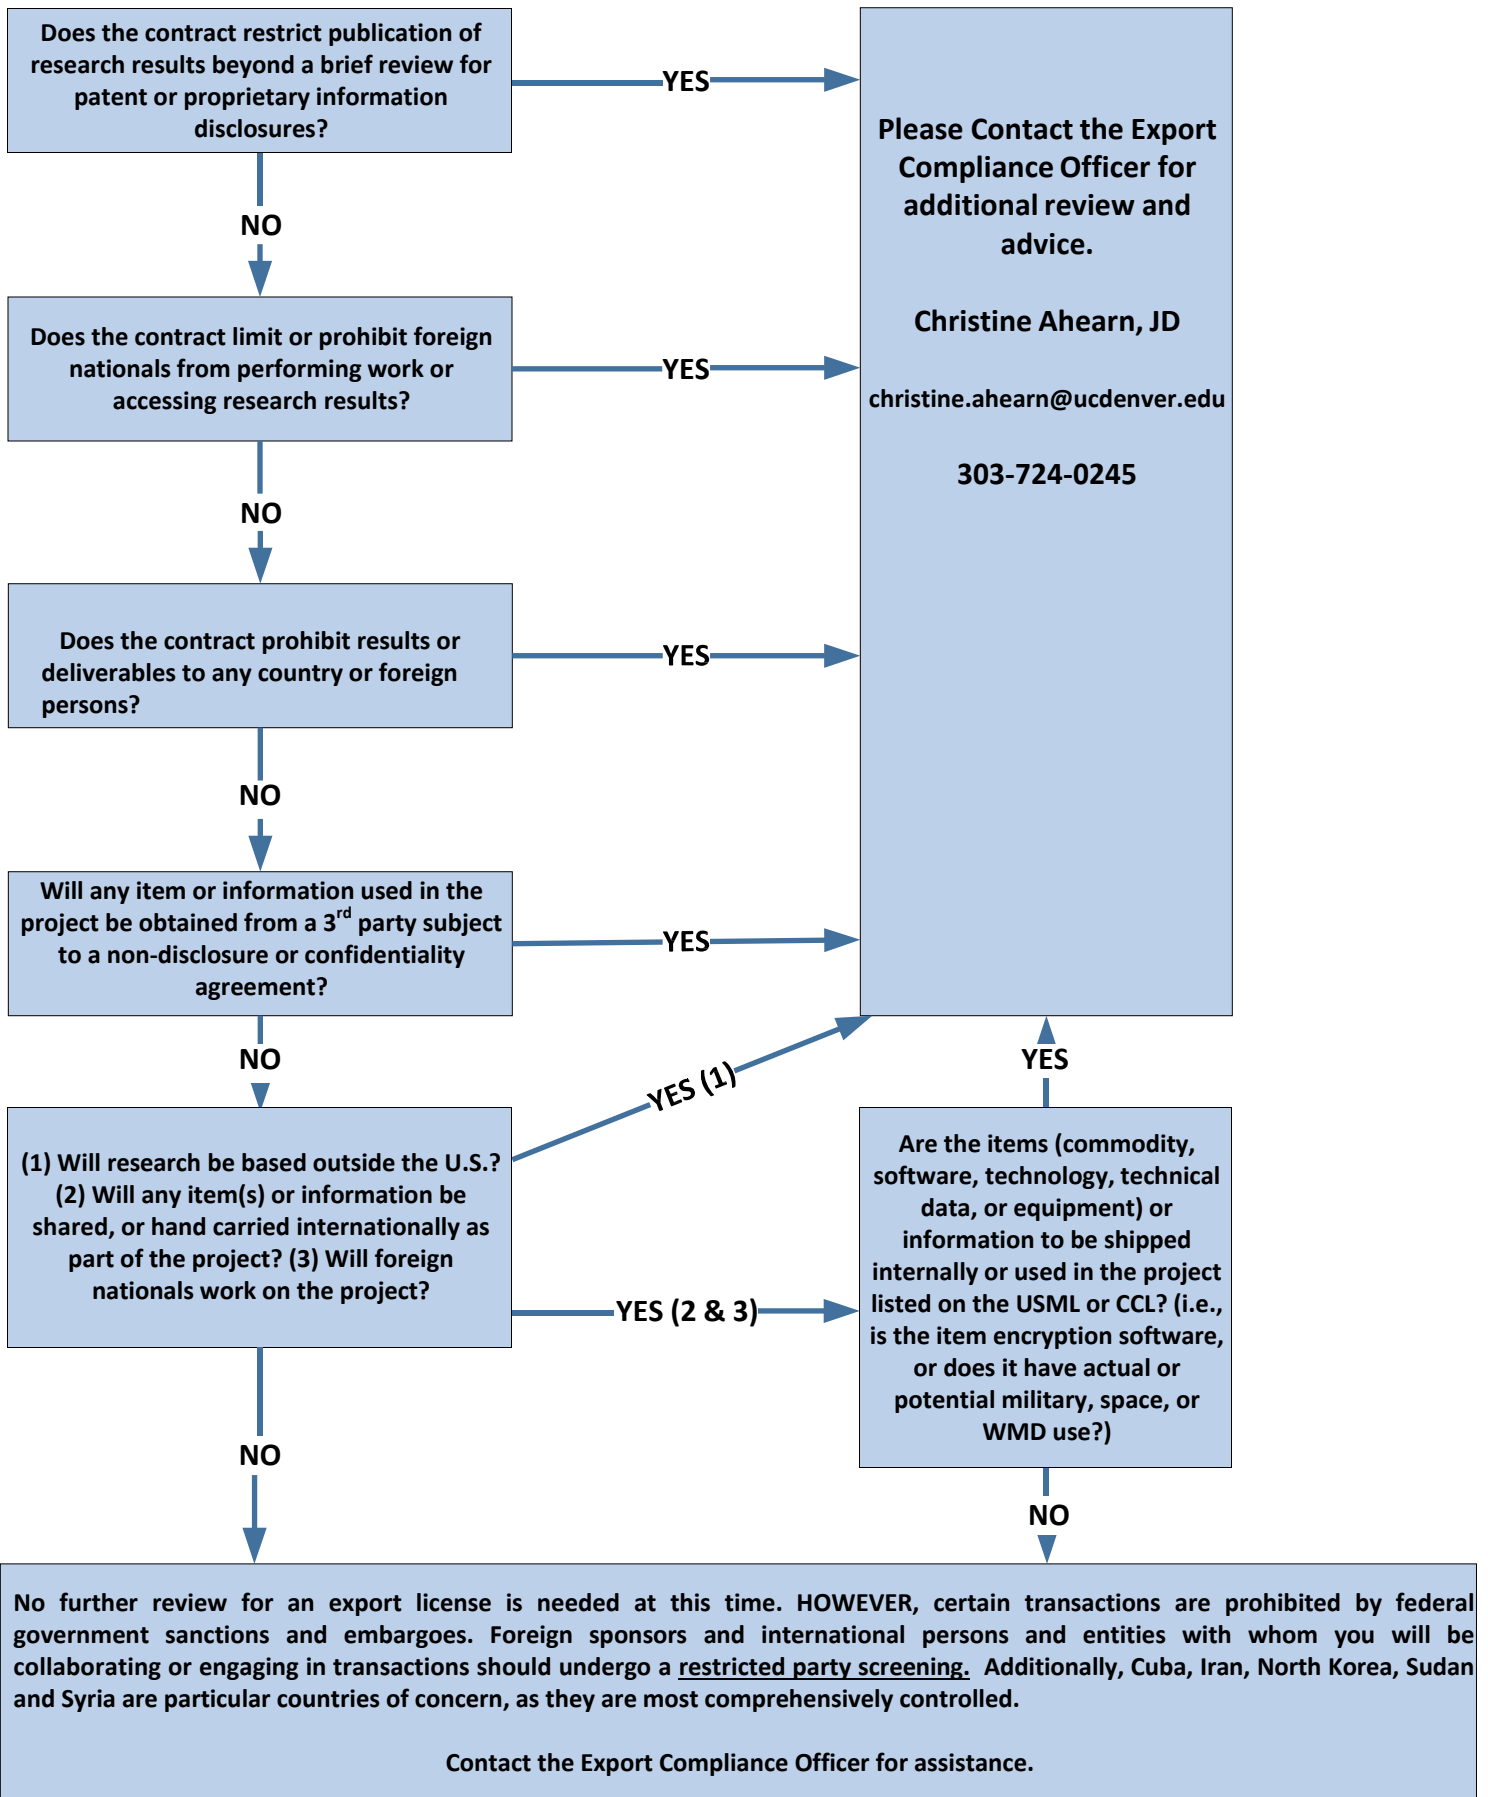 Does the contract restrict publication of
research results beyond a brief review for
patent or proprietary information
disclosures?
YES
Please Contact the Export
Compliance Officer for
additional review and
advice.
Christine Ahearn, JD
christine.ahearn@ucdenver.edu
303-724-0245
NO
Does the contract limit or prohibit foreign
nationals from performing work or
accessing research results?
YES
NO
Does the contract prohibit results or
deliverables to any country or foreign
persons?
YES
NO
Will any item or information used in the
project be obtained from a 3rd party subject
to a non-disclosure or confidentiality
agreement?
YES
NO
YES (1)
YES
(1) Will research be based outside the U.S.?
(2) Will any item(s) or information be
shared, or hand carried internationally as
part of the project? (3) Will foreign
nationals work on the project?
YES (2 & 3)
Are the items (commodity,
software, technology, technical
data, or equipment) or
information to be shipped
internally or used in the project
listed on the USML or CCL? (i.e.,
is the item encryption software,
or does it have actual or
potential military, space, or
WMD use?)
NO
NO
No further review for an export license is needed at this time. HOWEVER, certain transactions are prohibited by federal
government sanctions and embargoes. Foreign sponsors and international persons and entities with whom you will be
collaborating or engaging in transactions should undergo a restricted party screening. Additionally, Cuba, Iran, North Korea, Sudan
and Syria are particular countries of concern, as they are most comprehensively controlled.
Contact the Export Compliance Officer for assistance.